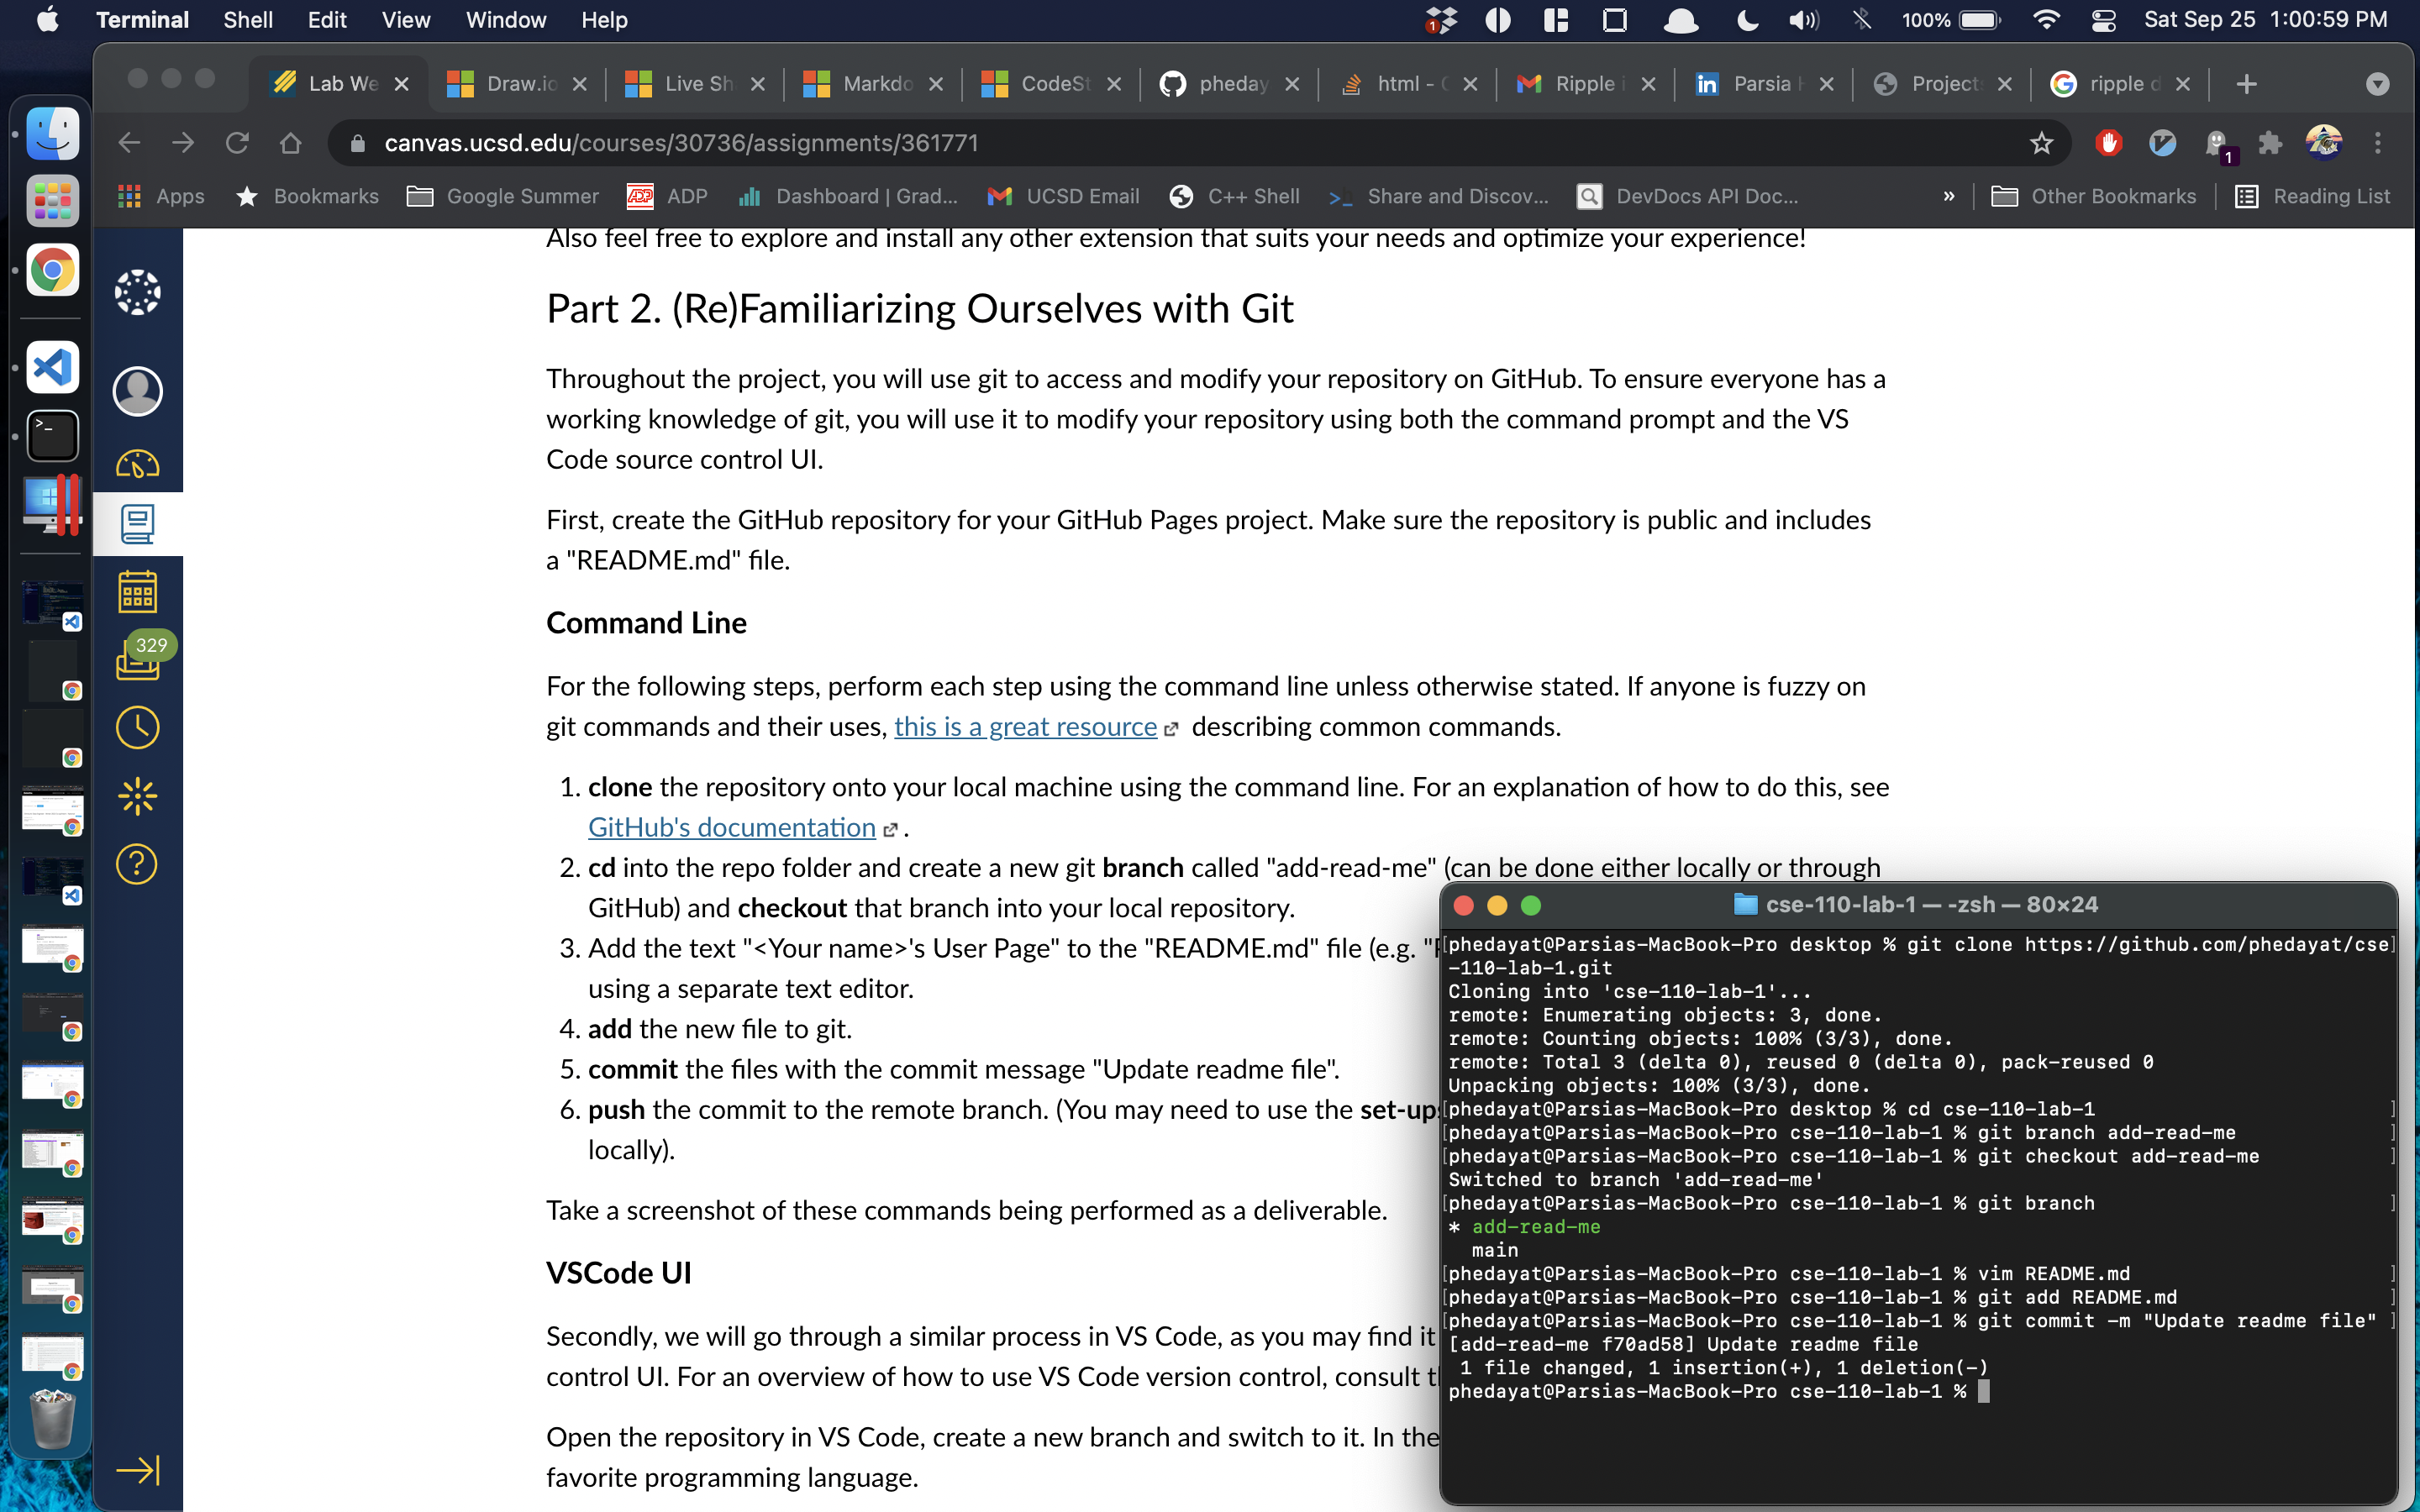 Terminal Shell Edit View Window Help
1 100% Sat Sep 25 1:00:59 PM
Lab We Draw.io Live Sh Markdo CodeSt pheday html - Ripple i Parsia Project ripple d
canvas.ucsd.edu/courses/30736/assignments/361771
1
Apps Bookmarks Google Summer ADP ADP Dashboard | Grad... UCSD Email C++ Shell Share and Discov... DevDocs API Doc... » Other Bookmarks Reading List
329
Also feel free to explore and install any other extension that suits your needs and optimize your experience!
Part 2. (Re)Familiarizing Ourselves with Git
Throughout the project, you will use git to access and modify your repository on GitHub. To ensure everyone has a
working knowledge of git, you will use it to modify your repository using both the command prompt and the VS
Code source control UI.
First, create the GitHub repository for your GitHub Pages project. Make sure the repository is public and includes
a "README.md" file.
Command Line
For the following steps, perform each step using the command line unless otherwise stated. If anyone is fuzzy on
git commands and their uses, this is a great resource describing common commands.
1. clone the repository onto your local machine using the command line. For an explanation of how to do this, see
GitHub's documentation .
2. cd into the repo folder and create a new git branch called "add-read-me" (can be done either locally or through
GitHub) and checkout that branch into your local repository.
3. Add the text "<Your name>'s User Page" to the "README.md" file (e.g. "
using a separate text editor.
4. add the new file to git.
5. commit the files with the commit message "Update readme file".
6. push the commit to the remote branch. (You may need to use the set-ups
locally).
Take a screenshot of these commands being performed as a deliverable.
VSCode UI
Secondly, we will go through a similar process in VS Code, as you may find it
control UI. For an overview of how to use VS Code version control, consult t
Open the repository in VS Code, create a new branch and switch to it. In the
favorite programming language.
cse-110-lab-1 — -zsh — 80×24
[phedayat@Parsias-MacBook-Pro desktop % git clone https://github.com/phedayat/cse]
-110-lab-1.git
Cloning into 'cse-110-lab-1'...
remote: Enumerating objects: 3, done.
remote: Counting objects: 100% (3/3), done.
remote: Total 3 (delta 0), reused 0 (delta 0), pack-reused 0
Unpacking objects: 100% (3/3), done.
[phedayat@Parsias-MacBook-Pro desktop % cd cse-110-lab-1 ]
[phedayat@Parsias-MacBook-Pro cse-110-lab-1 % git branch add-read-me ]
[phedayat@Parsias-MacBook-Pro cse-110-lab-1 % git checkout add-read-me ]
Switched to branch 'add-read-me'
[phedayat@Parsias-MacBook-Pro cse-110-lab-1 % git branch ]
* add-read-me
main
[phedayat@Parsias-MacBook-Pro cse-110-lab-1 % vim README.md ]
[phedayat@Parsias-MacBook-Pro cse-110-lab-1 % git add README.md ]
[phedayat@Parsias-MacBook-Pro cse-110-lab-1 % git commit -m "Update readme file" ]
[add-read-me f70ad58] Update readme file
1 file changed, 1 insertion(+), 1 deletion(-)
phedayat@Parsias-MacBook-Pro cse-110-lab-1 %